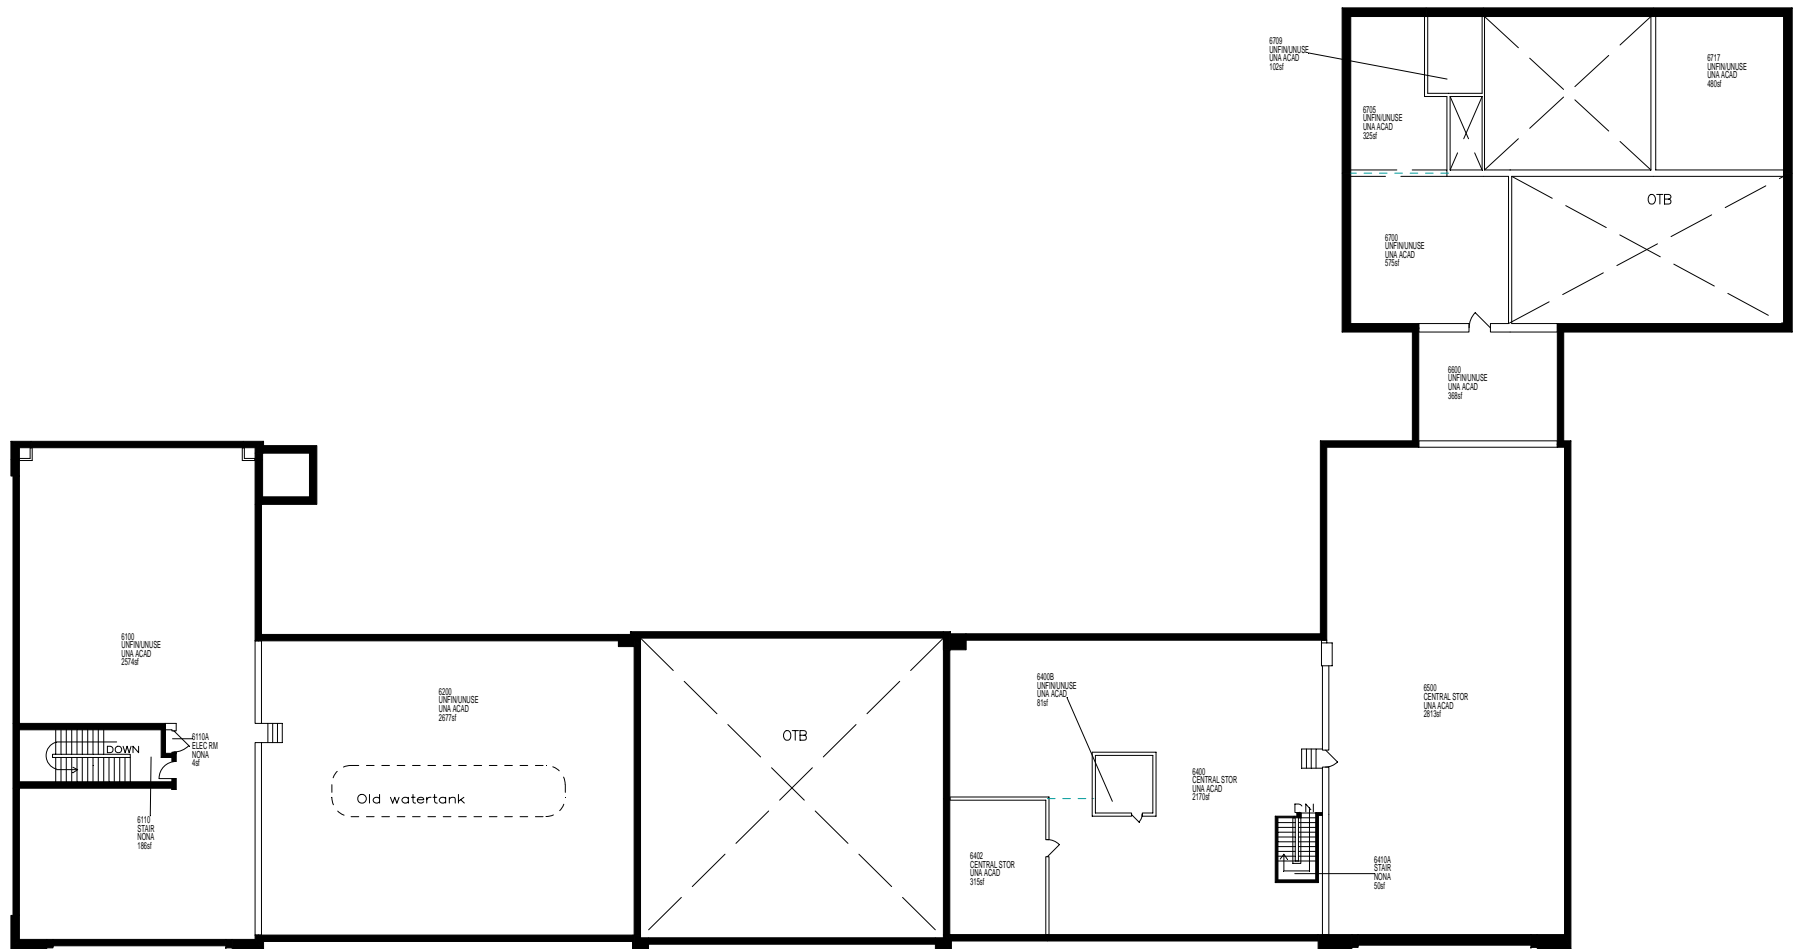 6709
UNFIN/UNUSE
UNA ACAD
102sf
6717
UNFIN/UNUSE
UNA ACAD
480sf
6705
UNFIN/UNUSE
UNA ACAD
325sf
OTB
6700
UNFIN/UNUSE
UNA ACAD
575sf
6600
UNFIN/UNUSE
UNA ACAD
368sf
6100
UNFIN/UNUSE
UNA ACAD
2574sf
6200
UNFIN/UNUSE
UNA ACAD
2677sf
6400B
UNFIN/UNUSE
UNA ACAD
81sf
6500
CENTRAL STOR
UNA ACAD
2813sf
OTB
6110A
ELEC RM
NONA
4sf
DOWN
6400
CENTRAL STOR
UNA ACAD
2170sf
Old watertank
DN
6110
STAIR
NONA
186sf
6402
CENTRAL STOR
UNA ACAD
315sf
6410A
STAIR
NONA
50sf